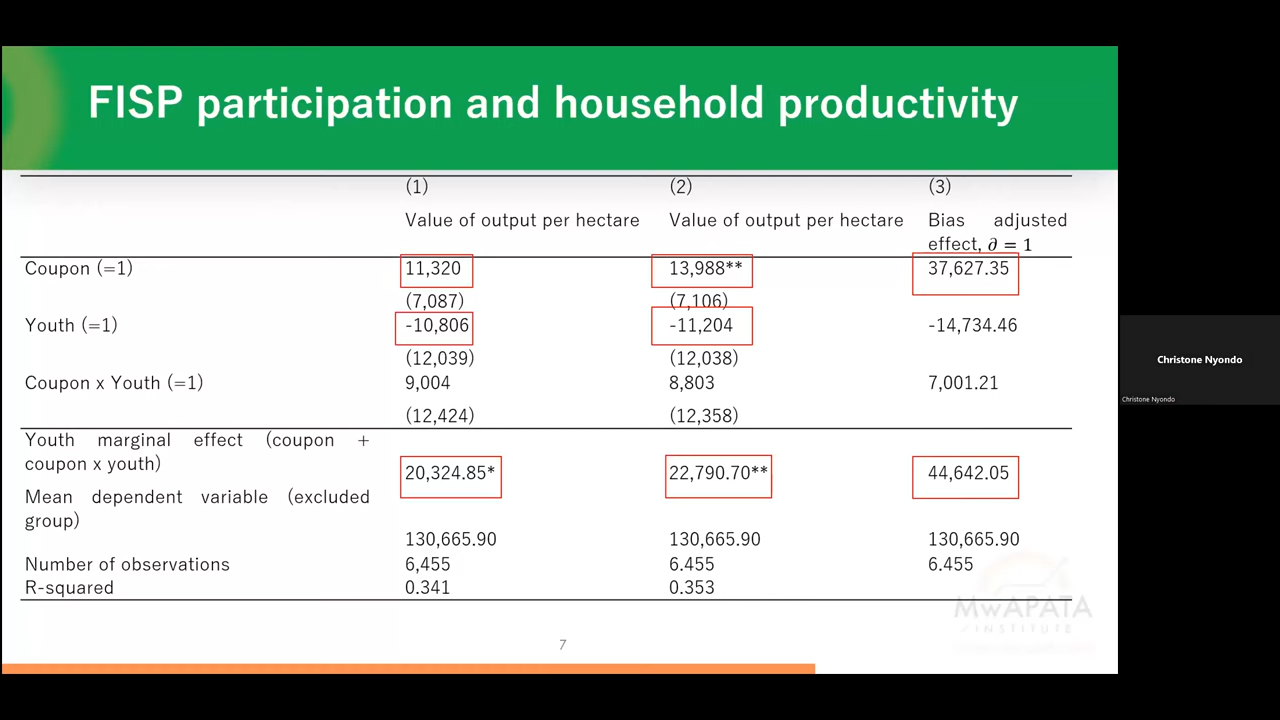 FISP participation and household productivity
(1) (2) (3)
Value of output per hectare Value of output per hectare Bias adjusted
effect, ∂ = 1
Coupon (=1) 11,320 13,988** 37,627.35
(7,087) (7,106)
Youth (=1) -10,806 -11,204 -14,734.46
(12,039) (12,038)
Coupon x Youth (=1) 9,004 8,803 7,001.21
(12,424) (12,358)
Youth marginal effect (coupon +
coupon x youth)
20,324.85* 22,790.70** 44,642.05
Mean dependent variable (excluded
group)
130,665.90 130,665.90 130,665.90
Number of observations 6,455 6.455 6.455
R-squared 0.341 0.353
MwAPATA
INSTITUTE
7
Christone Nyondo
Christone Nyondo